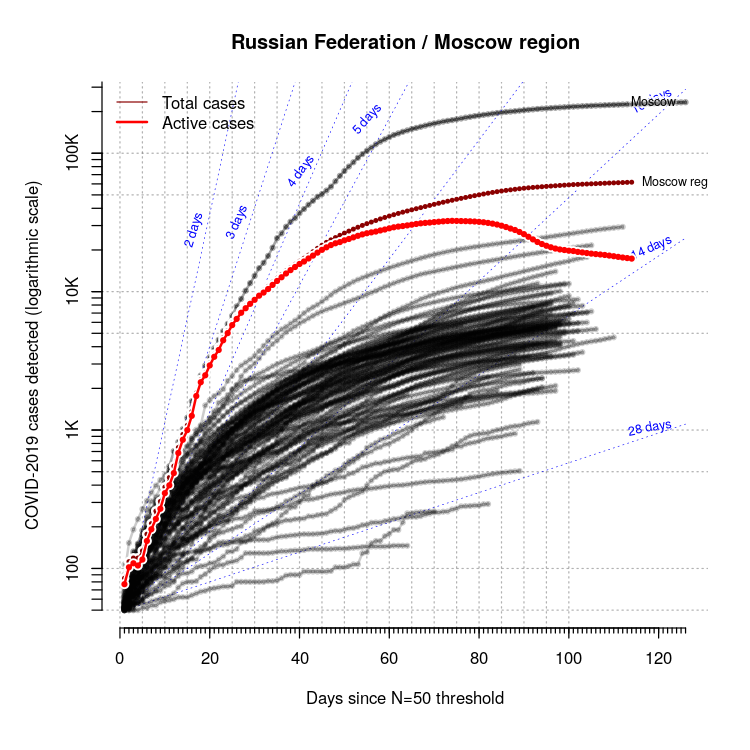 Russian Federation / Moscow region
Total cases
Active cases
2 days
3 days
4 days
5 days
Moscow
Moscow reg
14 days
28 days
100K
10K
1K
100
COVID-2019 cases detected (logarithmic scale)
0 20 40 60 80 100 120
Days since N=50 threshold